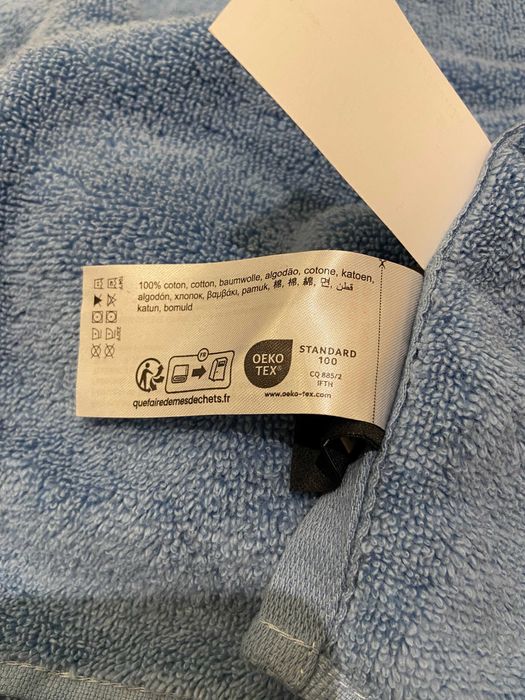 100% coton, cotton, baumwolle, algodão, cotone, katoen,
algodón, хлопок, βαμβάκι, pamuk, 棉, 棉, 綿, 면, قطن,
katun, bomuld
FR
OEKO
TEX®
STANDARD
100
CQ 885/2
IFTH
quefairedemesdechets.fr
www.oeko-tex.com